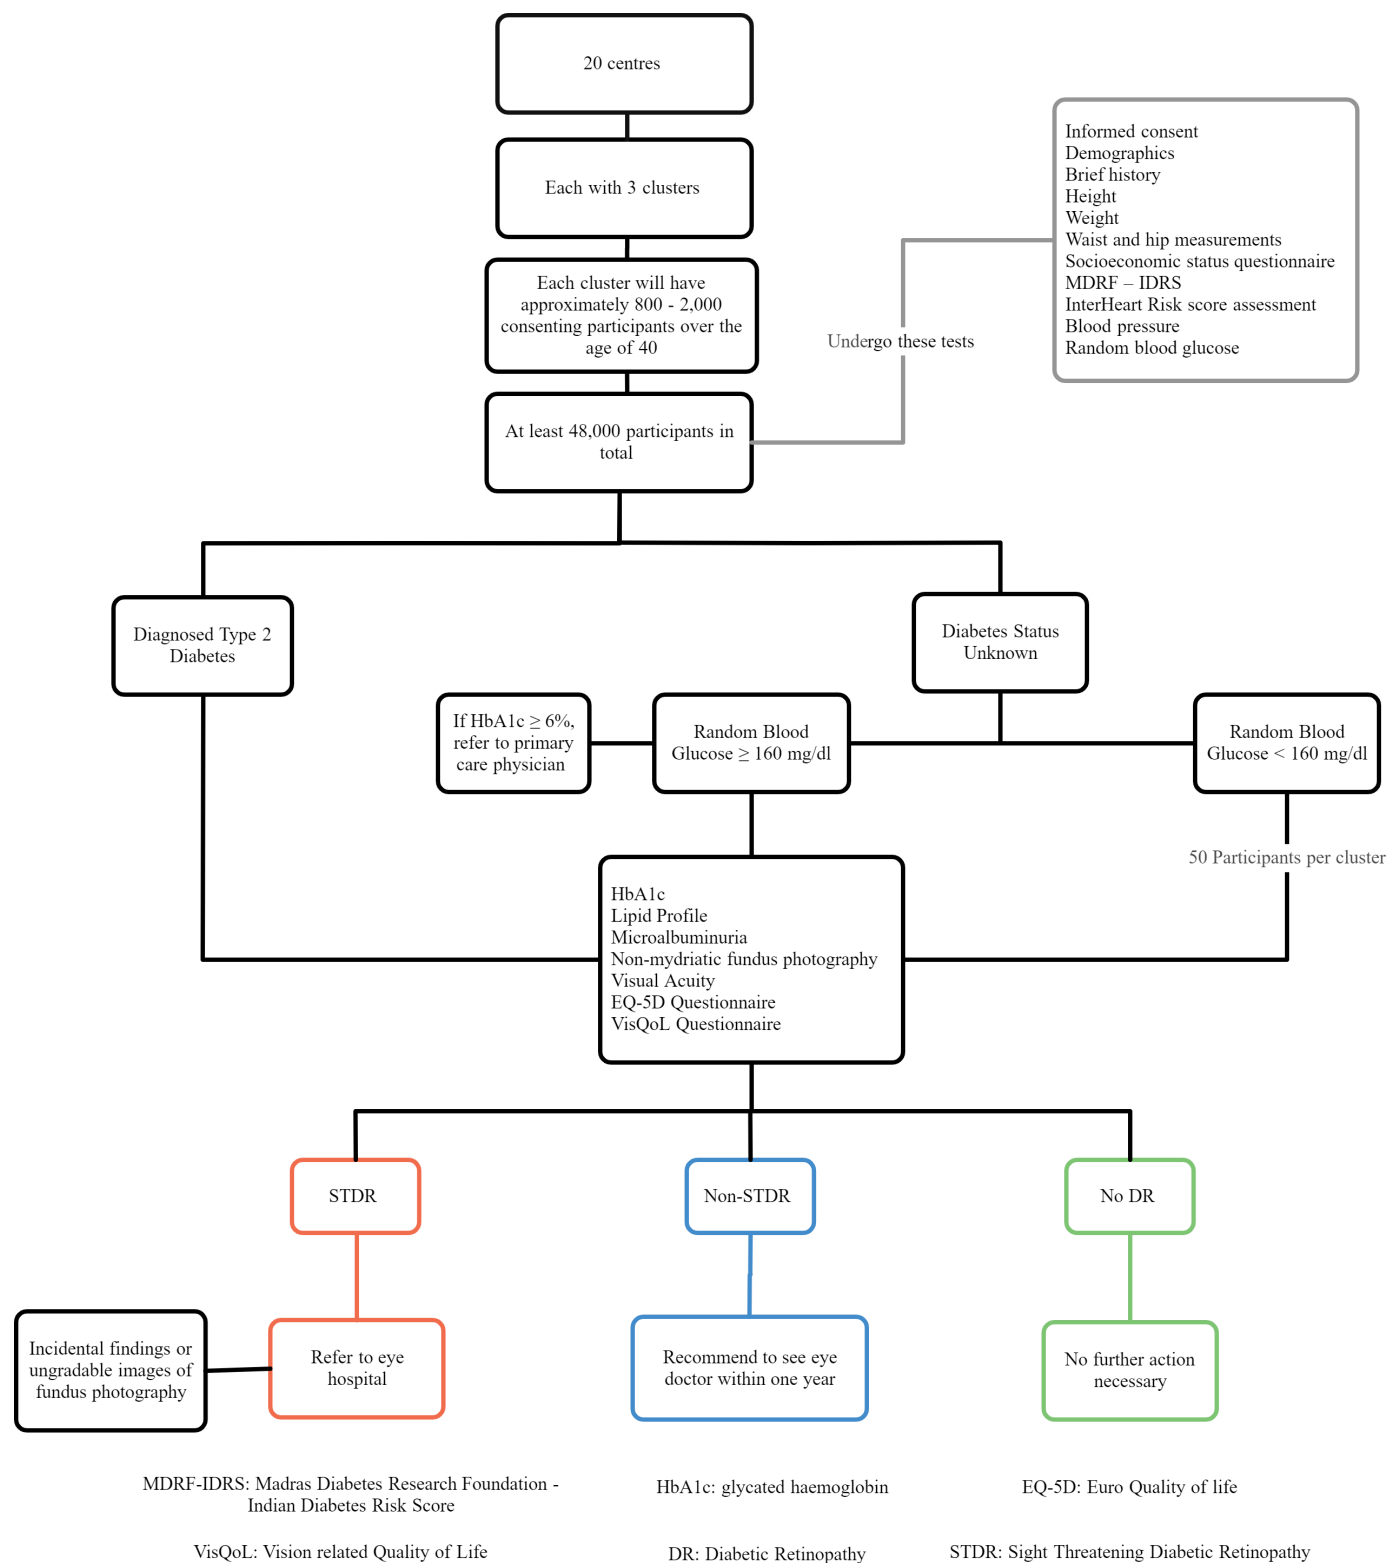 20 centres
Each with 3 clusters
Each cluster will have
approximately 800 - 2,000
consenting participants over the
age of 40
At least 48,000 participants in
total
Undergo these tests
Informed consent
Demographics
Brief history
Height
Weight
Waist and hip measurements
Socioeconomic status questionnaire
MDRF – IDRS
InterHeart Risk score assessment
Blood pressure
Random blood glucose
Diagnosed Type 2
Diabetes
Diabetes Status
Unknown
If HbA1c ≥ 6%,
refer to primary
care physician
Random Blood
Glucose ≥ 160 mg/dl
Random Blood
Glucose < 160 mg/dl
50 Participants per cluster
HbA1c
Lipid Profile
Microalbuminuria
Non-mydriatic fundus photography
Visual Acuity
EQ-5D Questionnaire
VisQoL Questionnaire
STDR
Non-STDR
No DR
Incidental findings or
ungradable images of
fundus photography
Refer to eye
hospital
Recommend to see eye
doctor within one year
No further action
necessary
MDRF-IDRS: Madras Diabetes Research Foundation -
Indian Diabetes Risk Score
HbA1c: glycated haemoglobin
EQ-5D: Euro Quality of life
VisQoL: Vision related Quality of Life
DR: Diabetic Retinopathy
STDR: Sight Threatening Diabetic Retinopathy